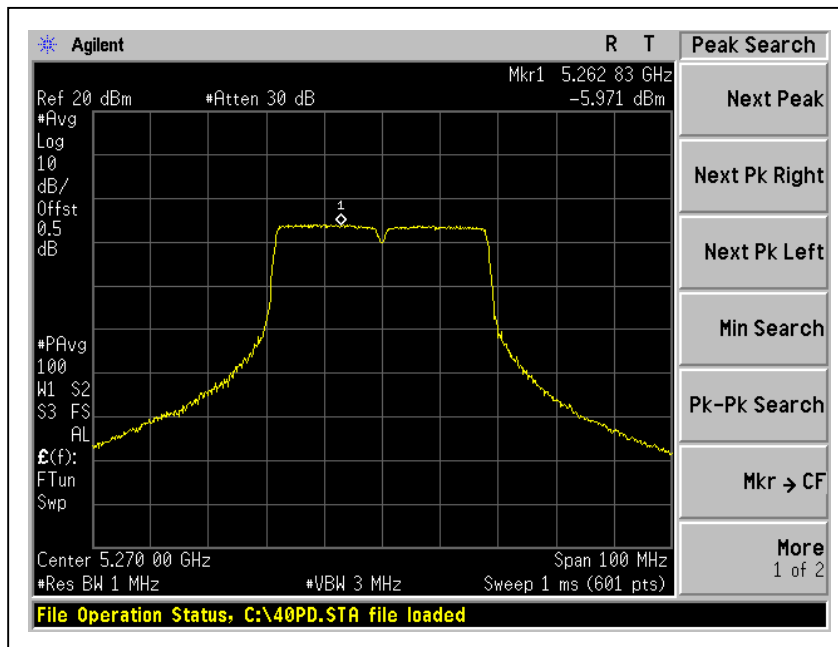 Agilent R T
Peak Search
Mkr1 5.262 83 GHz
Ref 20 dBm #Atten 30 dB -5.971 dBm
#Avg
Log
10
dB/
Offst
0.5
dB
1
#PAvg
100
W1 S2
S3 FS
AL
£(f):
FTun
Swp
Center 5.270 00 GHz Span 100 MHz
#Res BW 1 MHz #VBW 3 MHz Sweep 1 ms (601 pts)
File Operation Status, C:\40PD.STA file loaded
Next Peak
Next Pk Right
Next Pk Left
Min Search
Pk-Pk Search
Mkr → CF
More
1 of 2